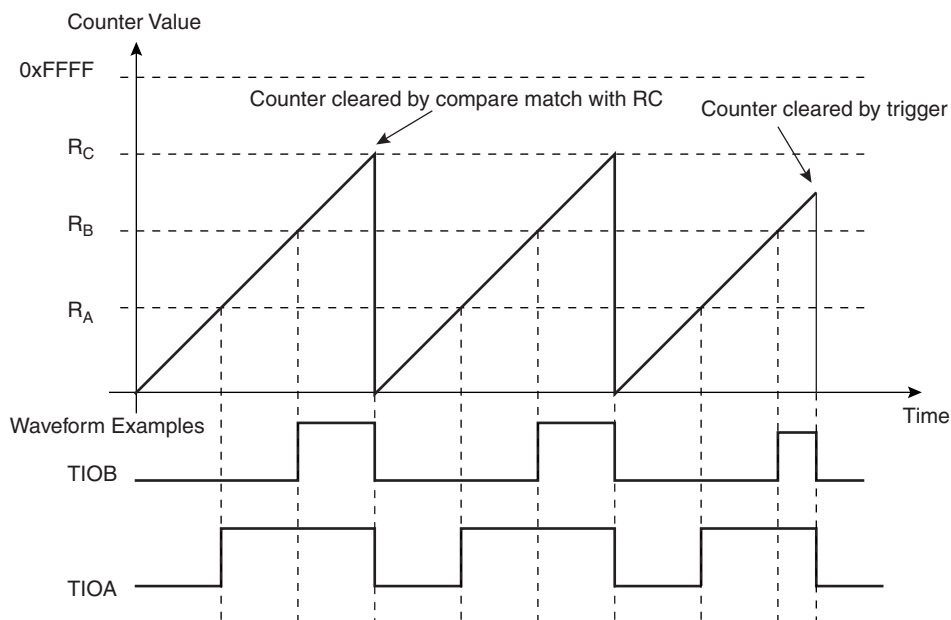 Counter Value
0xFFFF
Counter cleared by compare match with RC
Counter cleared by trigger
RC
RB
RA
Time
Waveform Examples
TIOB
TIOA